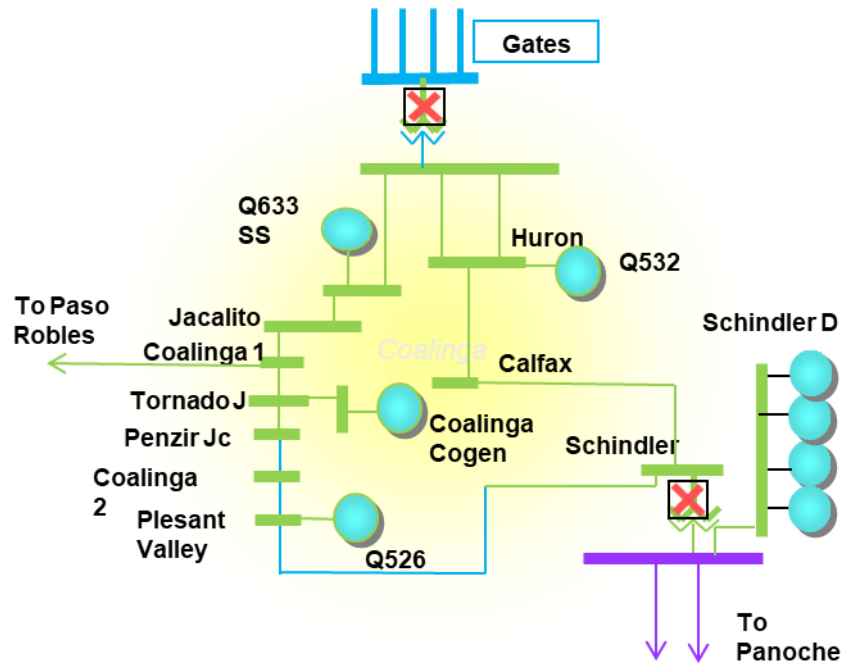 Gates
Q633
SS
Huron
Q532
To Paso
Robles
Jacalito
Schindler D
Coalinga 1
Coalinga
Calfax
Tornado J
Coalinga
Cogen
Penzir Jc
Schindler
Coalinga
2
Plesant
Valley
Q526
To
Panoche